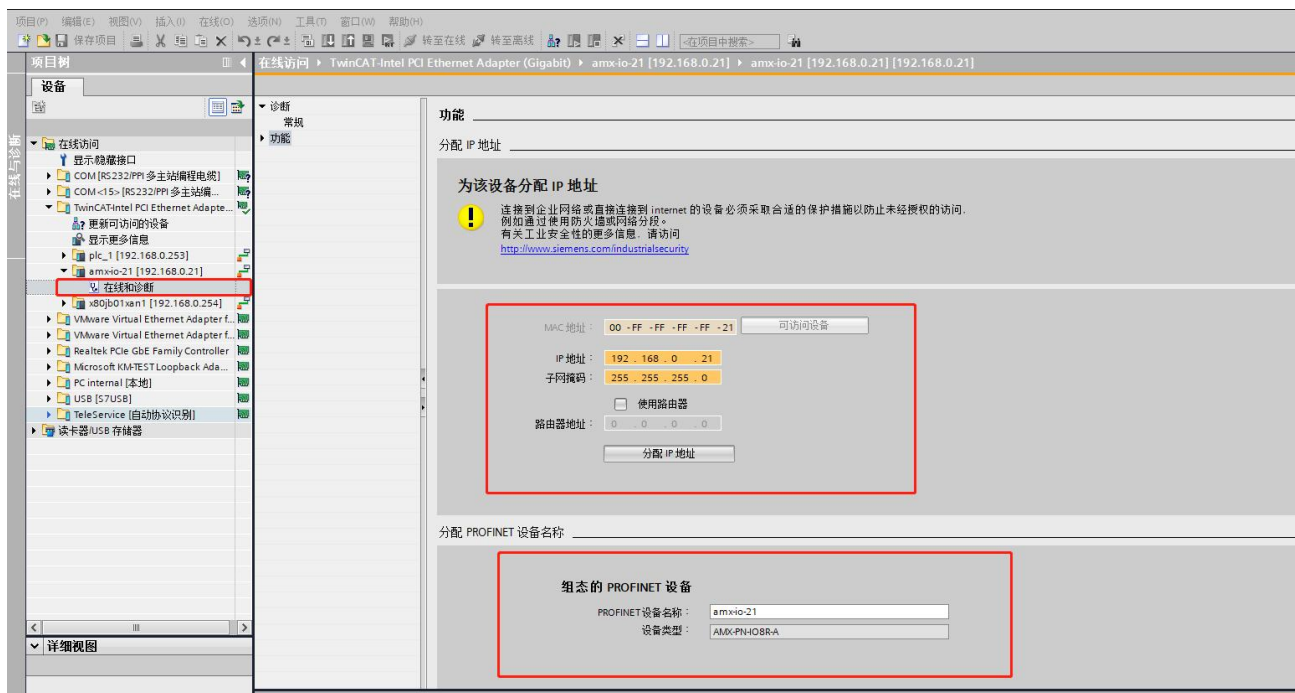 项目(P) 编辑(E) 视图(V) 插入(I) 在线(O) 选项(N) 工具(T) 窗口(W) 帮助(H)
保存项目 转至在线 转至离线 <在项目中搜索>
项目树
在线访问 ▸ TwinCAT-Intel PCI Ethernet Adapter (Gigabit) ▸ amx-io-21 [192.168.0.21] ▸ amx-io-21 [192.168.0.21] [192.168.0.21]
设备
在线与诊断
在线访问
显示/隐藏接口
COM [RS232/PPI 多主站编程电缆]
COM <15> [RS232/PPI 多主站编...
TwinCAT-Intel PCI Ethernet Adapte...
更新可访问的设备
显示更多信息
plc_1 [192.168.0.253]
amx-io-21 [192.168.0.21]
在线和诊断
x80jb01xan1 [192.168.0.254]
VMware Virtual Ethernet Adapter f...
VMware Virtual Ethernet Adapter f...
Realtek PCIe GbE Family Controller
Microsoft KM-TEST Loopback Ada...
PC internal [本地]
USB [S7USB]
TeleService [自动协议识别]
读卡器/USB 存储器
详细视图
诊断
常规
功能
功能
分配 IP 地址
为该设备分配 IP 地址
连接到企业网络或直接连接到 internet 的设备必须采取合适的保护措施以防止未经授权的访问.
例如通过使用防火墙或网络分段。
有关工业安全性的更多信息. 请访问
http://www.siemens.com/industrialsecurity
MAC 地址： 00 -FF -FF -FF -FF -21 可访问设备
IP 地址： 192 . 168 . 0 . 21
子网掩码： 255 . 255 . 255 . 0
使用路由器
路由器地址： 0 . 0 . 0 . 0
分配 IP 地址
分配 PROFINET 设备名称
组态的 PROFINET 设备
PROFINET 设备名称： amx-io-21
设备类型： AMX-PN-IO8R-A